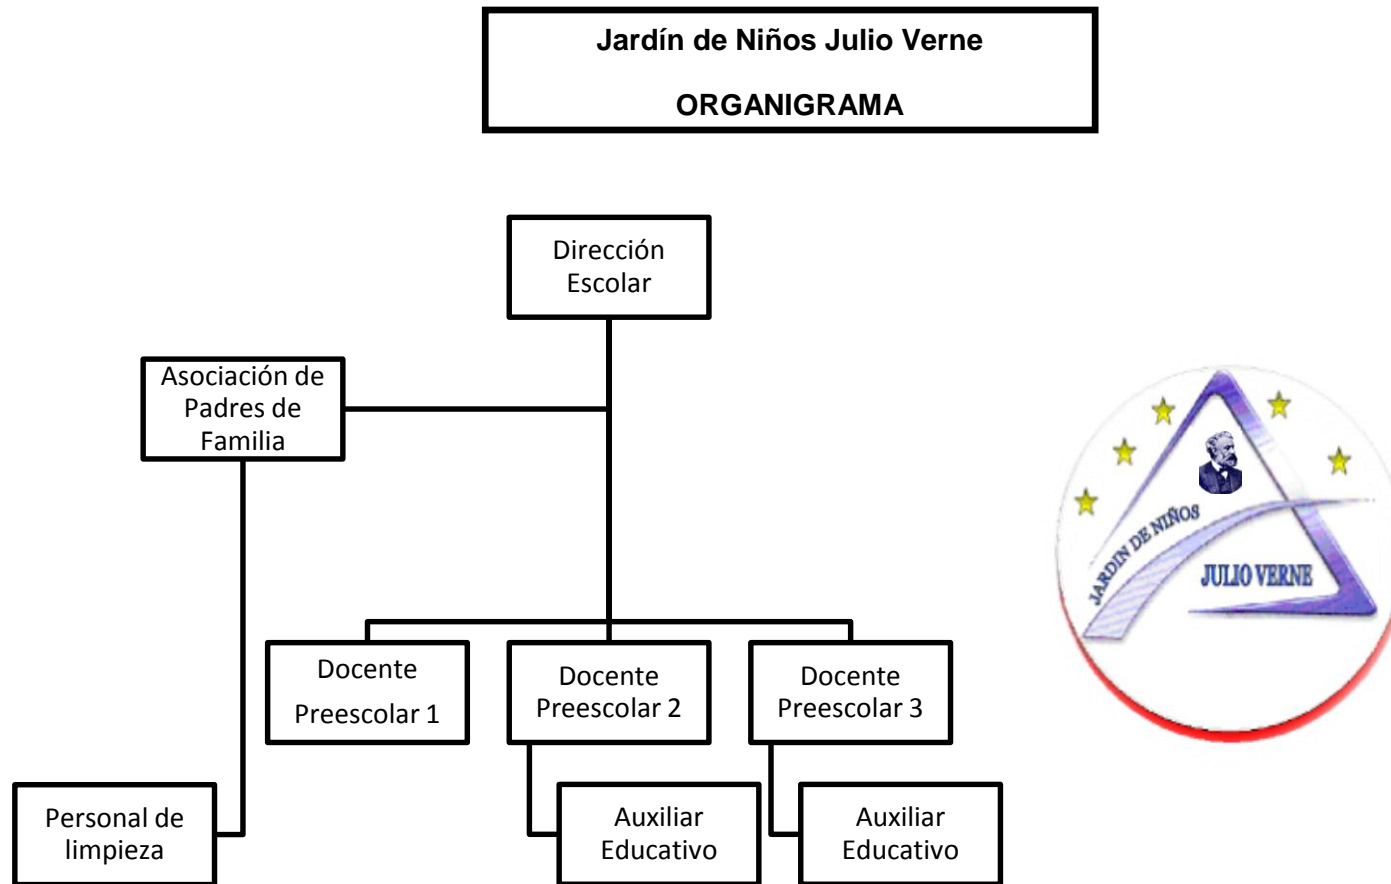 Jardín de Niños Julio Verne
ORGANIGRAMA
Dirección
Escolar
Asociación de
Padres de
Familia
JARDIN DE NIÑOS
JULIO VERNE
Docente
Preescolar 1
Docente
Preescolar 2
Docente
Preescolar 3
Personal de
limpieza
Auxiliar
Educativo
Auxiliar
Educativo